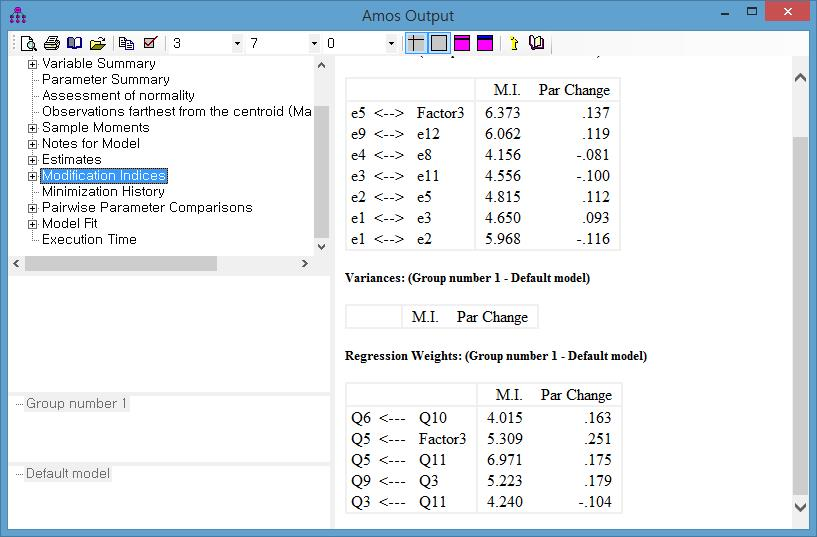 Amos Output
3 7 0
Variable Summary
Parameter Summary
Assessment of normality
Observations farthest from the centroid (Ma
Sample Moments
Notes for Model
Estimates
Modification Indices
Minimization History
Pairwise Parameter Comparisons
Model Fit
Execution Time
Group number 1
Default model
M.I. Par Change
e5 <--> Factor3 6.373 .137
e9 <--> e12 6.062 .119
e4 <--> e8 4.156 -.081
e3 <--> e11 4.556 -.100
e2 <--> e5 4.815 .112
e1 <--> e3 4.650 .093
e1 <--> e2 5.968 -.116
Variances: (Group number 1 - Default model)
M.I. Par Change
Regression Weights: (Group number 1 - Default model)
M.I. Par Change
Q6 <--- Q10 4.015 .163
Q5 <--- Factor3 5.309 .251
Q5 <--- Q11 6.971 .175
Q9 <--- Q3 5.223 .179
Q3 <--- Q11 4.240 -.104